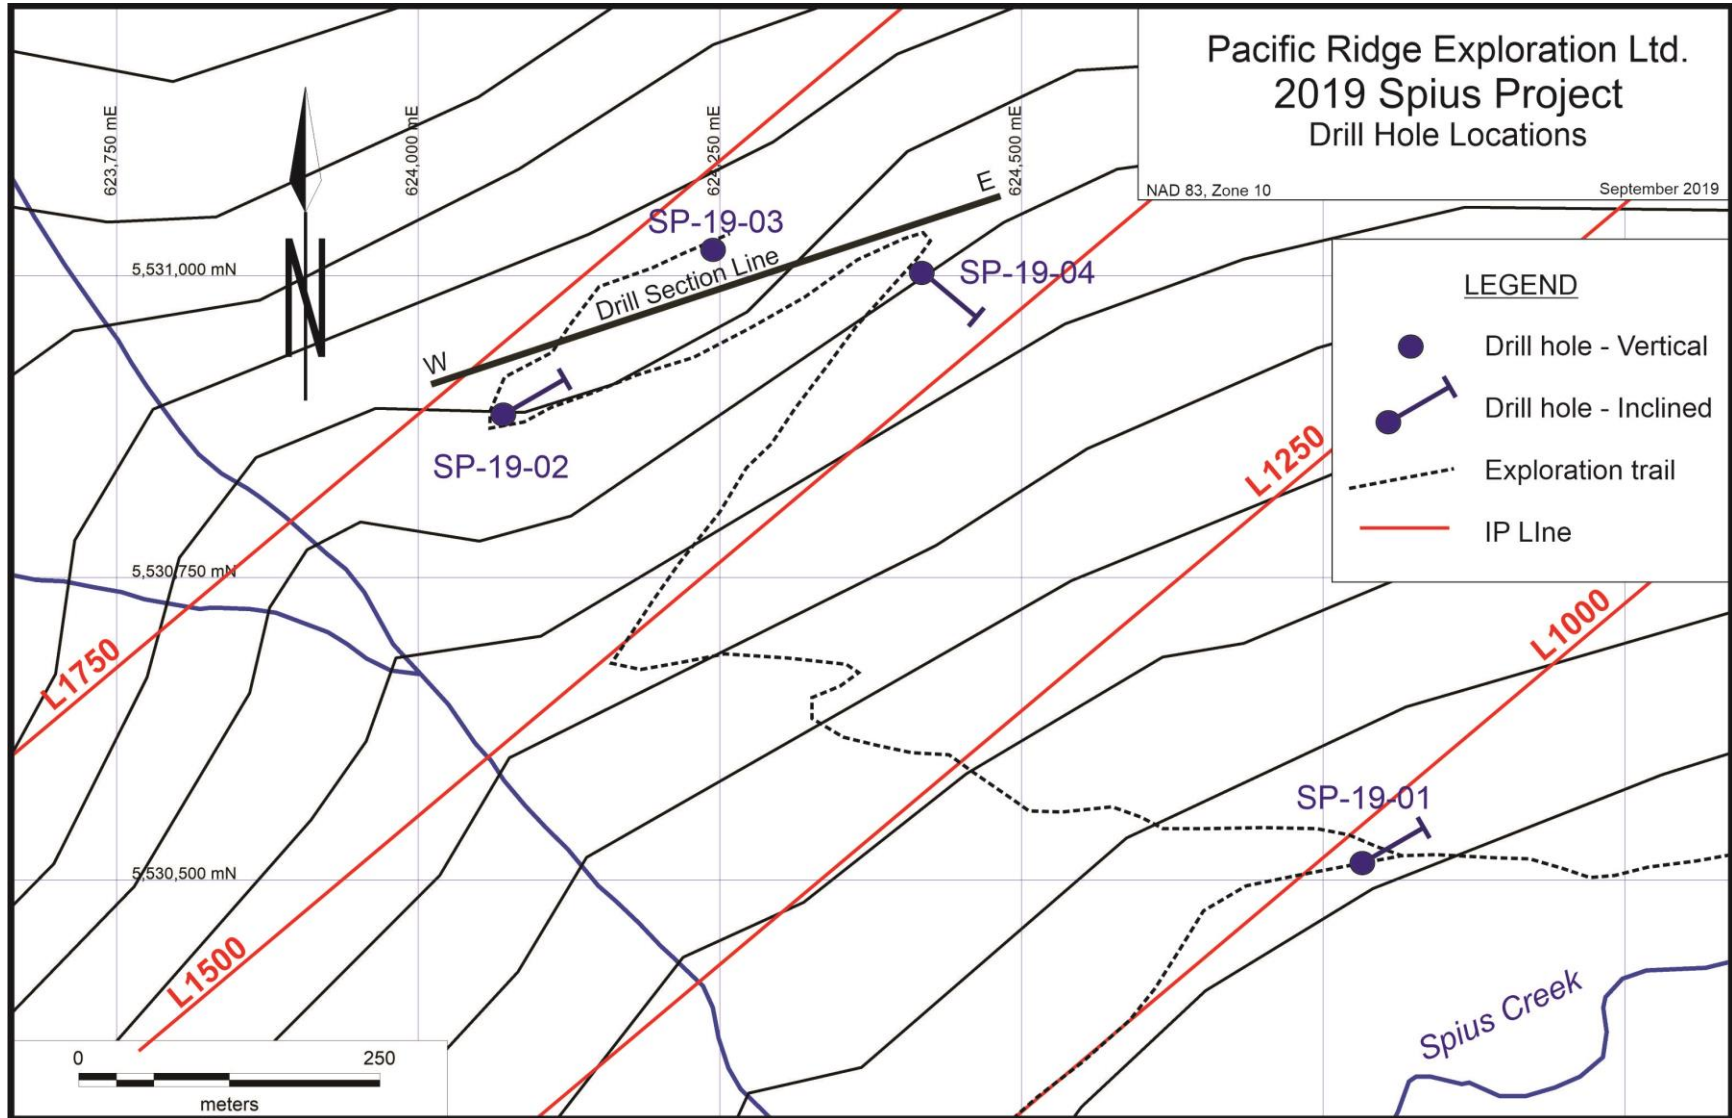 Pacific Ridge Exploration Ltd.
2019 Spius Project
Drill Hole Locations
NAD 83, Zone 10
September 2019
623,750 mE
624,000 mE
624,250 mE
624,500 mE
N
E
SP-19-03
5,531,000 mN
Drill Section Line
SP-19-04
W
SP-19-02
LEGEND
Drill hole - Vertical
Drill hole - Inclined
Exploration trail
IP LIne
L1250
5,530,750 mN
L1750
L1000
SP-19-01
5,530,500 mN
L1500
Spius Creek
0 250
meters